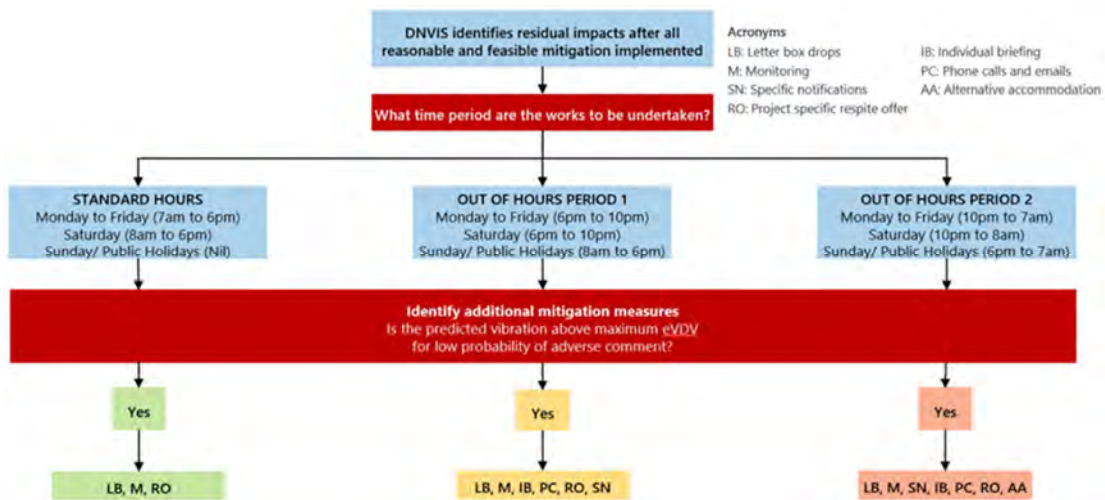 DNVIS identifies residual impacts after all
reasonable and feasible mitigation implemented
Acronyms
LB: Letter box drops
IB: Individual briefing
M: Monitoring
PC: Phone calls and emails
SN: Specific notifications
AA: Alternative accommodation
RO: Project specific respite offer
What time period are the works to be undertaken?
STANDARD HOURS
Monday to Friday (7am to 6pm)
Saturday (8am to 6pm)
Sunday/ Public Holidays (Nil)
OUT OF HOURS PERIOD 1
Monday to Friday (6pm to 10pm)
Saturday (6pm to 10pm)
Sunday/ Public Holidays (8am to 6pm)
OUT OF HOURS PERIOD 2
Monday to Friday (10pm to 7am)
Saturday (10pm to 8am)
Sunday/ Public Holidays (6pm to 7am)
Identify additional mitigation measures
Is the predicted vibration above maximum eVDV
for low probability of adverse comment?
Yes
Yes
Yes
LB, M, RO
LB, M, IB, PC, RO, SN
LB, M, SN, IB, PC, RO, AA